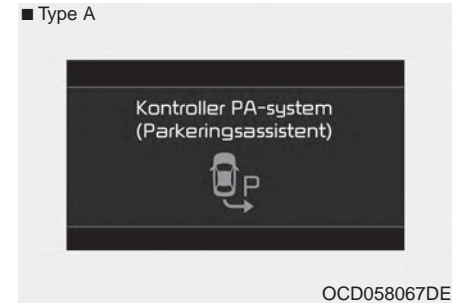 ■ Type A
Kontroller PA-system
(Parkeringsassistent)
P
OCD058067DE